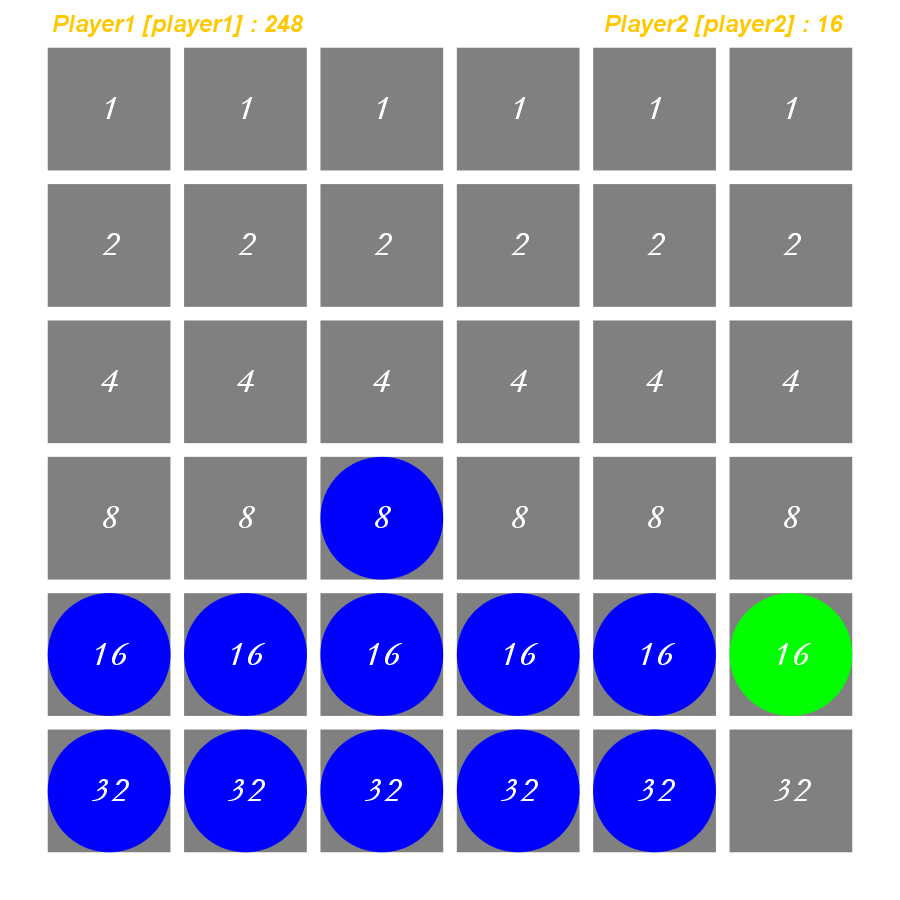 Player1 [player1] : 248 Player2 [player2] : 16
1 1 1 1 1 1
2 2 2 2 2 2
4 4 4 4 4 4
8 8 8 8 8 8
16 16 16 16 16 16
32 32 32 32 32 32